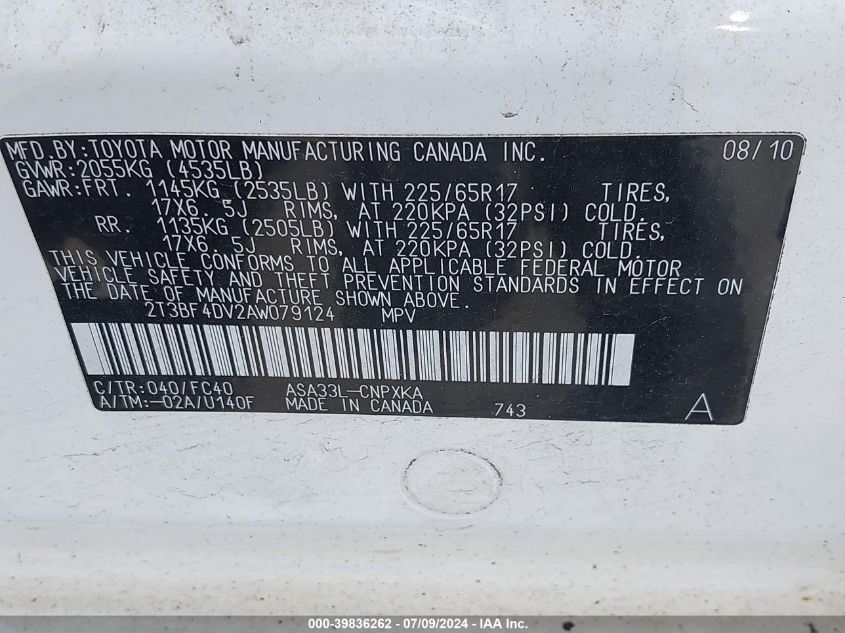 MFD.BY:TOYOTA MOTOR MANUFACTURING CANADA INC. 08/10
GVWR:2055KG (4535LB)
GAWR:FRT. 1145KG (2535LB) WITH 225/65R17 TIRES,
17X6.5J RIMS, AT 220KPA (32PSI) COLD.
RR. 1135KG (2505LB) WITH 225/65R17 TIRES,
17X6.5J RIMS, AT 220KPA (32PSI) COLD.
THIS VEHICLE CONFORMS TO ALL APPLICABLE FEDERAL MOTOR
VEHICLE SAFETY AND THEFT PREVENTION STANDARDS IN EFFECT ON
THE DATE OF MANUFACTURE SHOWN ABOVE.
2T3BF4DV2AW079124 MPV
C/TR:040/FC40 ASA33L-CNPXKA
A/TM:-02A/U140F MADE IN CANADA 743 A
000-39836262 - 07/09/2024 - IAA Inc.